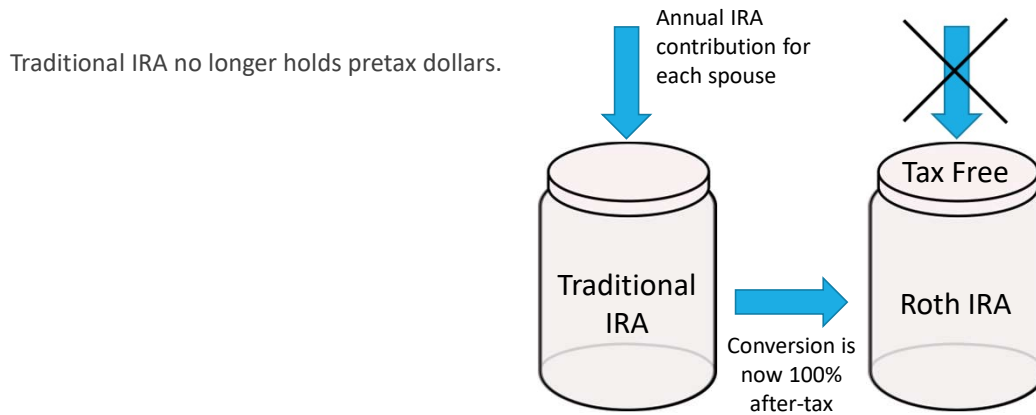 Traditional IRA no longer holds pretax dollars.
Annual IRA
contribution for
each spouse
Tax Free
Traditional
IRA
Roth IRA
Conversion is
now 100%
after-tax